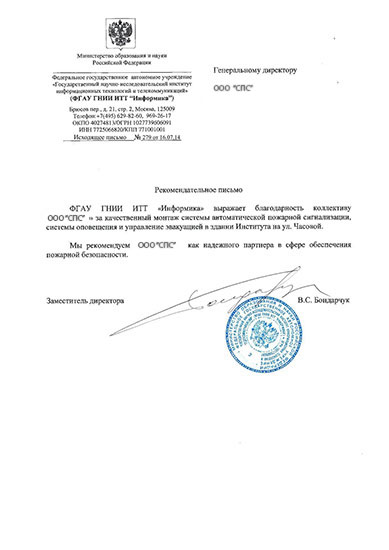 Министерство образования и науки
Российской Федерации
Федеральное государственное автономное учреждение
«Государственный научно-исследовательский институт
информационных технологий и телекоммуникаций»
(ФГАУ ГНИИ ИТТ "Информика")
Брюсов пер., д. 21, стр. 2, Москва, 125009
Телефон: +7(495) 629-82-60, 969-26-17
ОКПО 40274813/ОГРН 1027739606091
ИНН 7725066820/КПП 771001001
Исходящее письмо № 279 от 16.07.14
Генеральному директору
ООО "СПС"
Рекомендательное письмо
ФГАУ ГНИИ ИТТ «Информика» выражает благодарность коллективу
ООО"СПС" » за качественный монтаж системы автоматической пожарной сигнализации,
системы оповещения и управление эвакуацией в здании Института на ул. Часовой.
Мы рекомендуем ООО"СПС" как надежного партнера в сфере обеспечения
пожарной безопасности.
Заместитель директора
В.С. Бондарчук